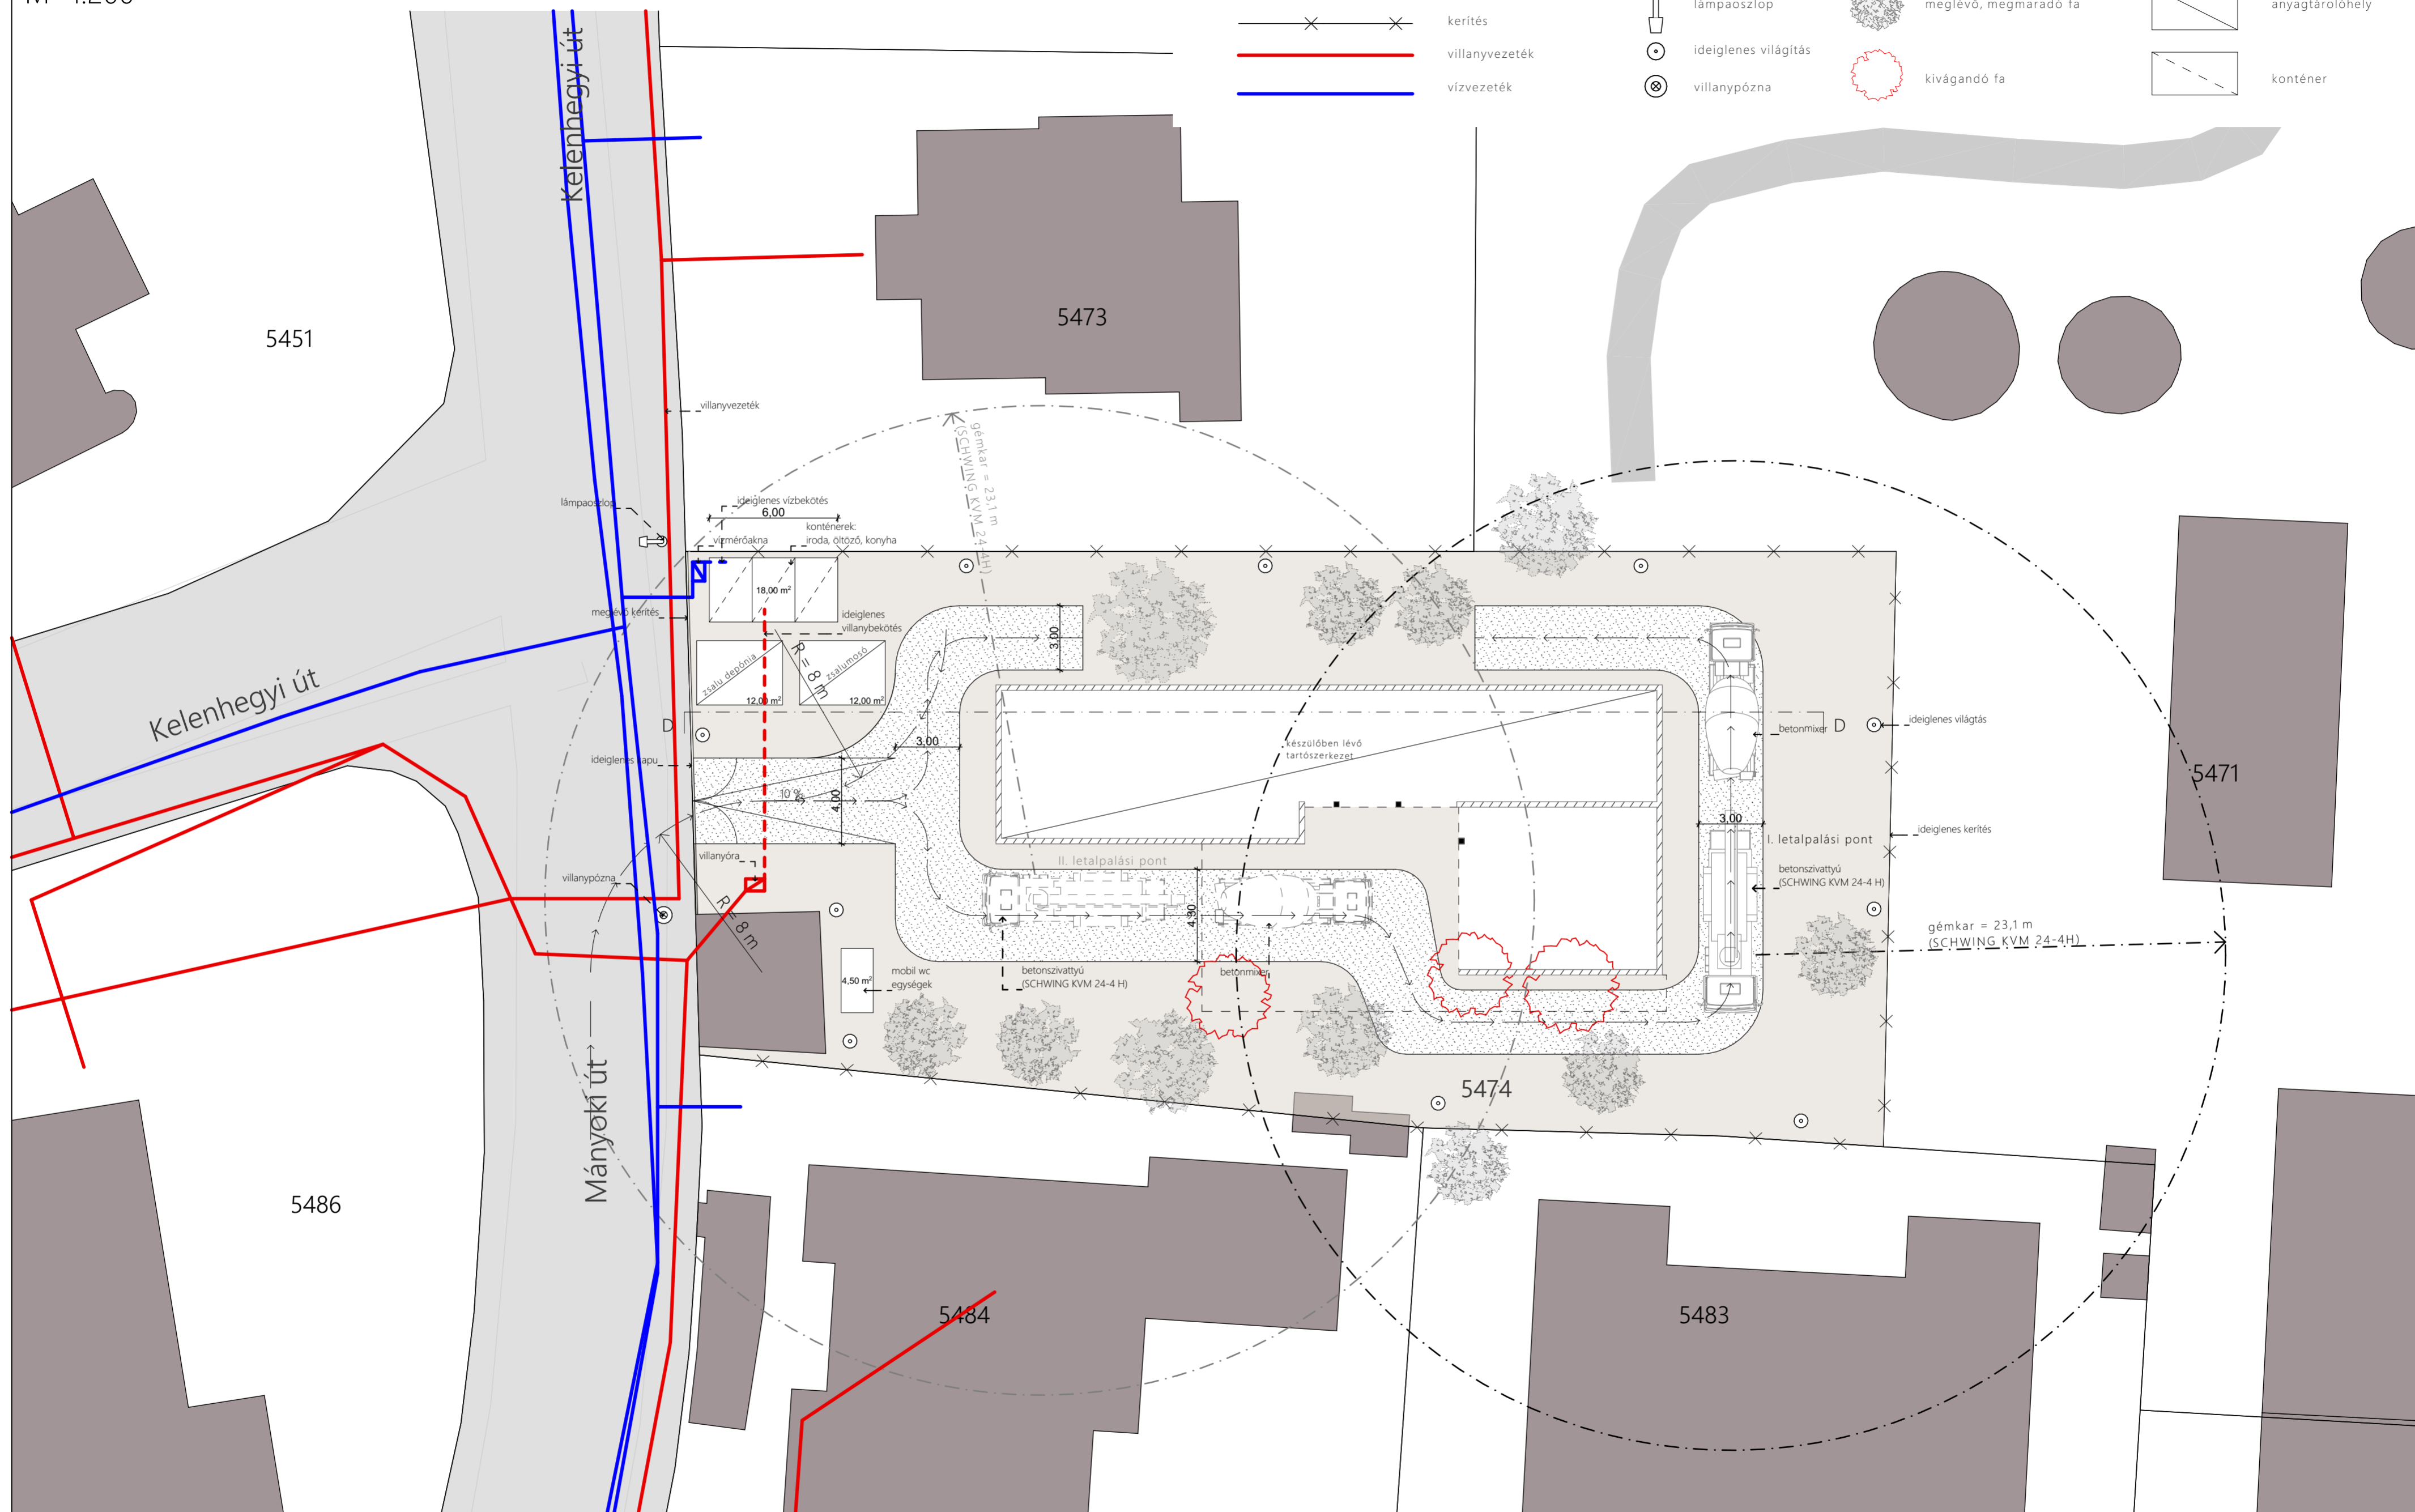 kerítés
villanyvezeték
vízvezeték
lámpaoszlop
ideiglenes világítás
villanypózna
meglévő, megmaradó fa
kivágandó fa
anyagtárolóhely
konténer
Kelenhegyi út
5451
5473
villanyvezeték
gémkar = 23,1 m
(SCHWING KVM 24-4H)
lámpaoszlop
ideiglenes vízbekötés
6,00
konténerek:
iroda, öltöző, konyha
vízmérőakna
18,00 m²
meglévő kerítés
ideiglenes
villanybekötés
3,00
R = 8 m
zsalu depónia
12,00 m²
zsalumosó
12,00 m²
Kelenhegyi út
D
D
betonmixer
ideiglenes világtás
3,00
készülőben lévő
tartószerkezet
ideiglenes kapu
10 %
4,00
5471
3,00
ideiglenes kerítés
I. letalpalási pont
villanyóra
II. letalpalási pont
betonszivattyú
(SCHWING KVM 24-4 H)
villanypózna
4,30
R = 8 m
gémkar = 23,1 m
(SCHWING KVM 24-4H)
4,50 m²
mobil wc
egységek
betonszivattyú
(SCHWING KVM 24-4 H)
betonmixer
Mányoki út
5474
5486
5484
5483